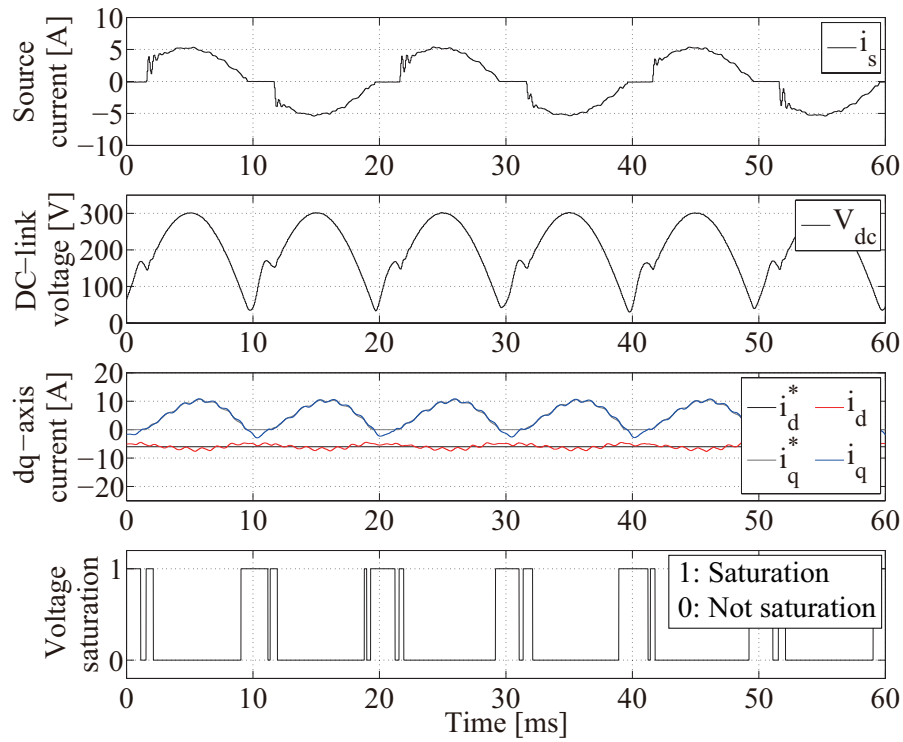 Source current [A]
10
5
0
−5
−10
i_s
0 10 20 30 40 50 60
DC−link voltage [V]
300
200
100
0
V_dc
0 10 20 30 40 50 60
dq−axis current [A]
20
10
0
−10
−20
i_d^* i_d
i_q^* i_q
0 10 20 30 40 50 60
Voltage saturation
1
0
1: Saturation
0: Not saturation
0 10 20 30 40 50 60
Time [ms]